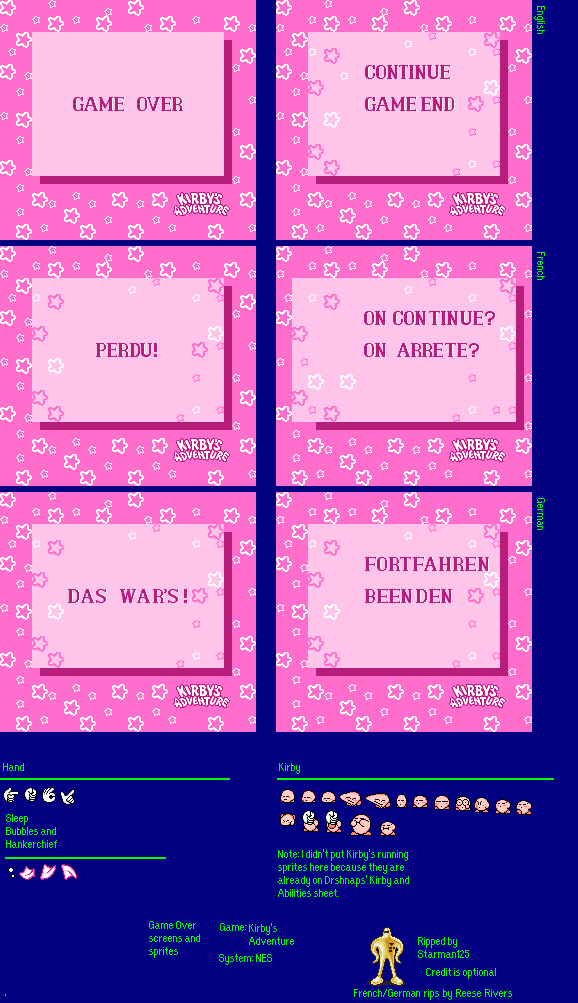 English
GAME OVER
CONTINUE
GAME END
KIRBY'S
ADVENTURE
KIRBY'S
ADVENTURE
French
PERDU!
ON CONTINUE?
ON ARRETE?
KIRBY'S
ADVENTURE
KIRBY'S
ADVENTURE
German
DAS WAR'S!
FORTFAHREN
BEENDEN
KIRBY'S
ADVENTURE
KIRBY'S
ADVENTURE
Hand
Sleep
Bubbles and
Hankerchief
Kirby
Note: I didn't put Kirby's running
sprites here because they are
already on Drshnaps' Kirby and
Abilities sheet.
Game Over
screens and
sprites
Game: Kirby's
Adventure
System: NES
Ripped by
Starman125
Credit is optional
French/German rips by Reese Rivers